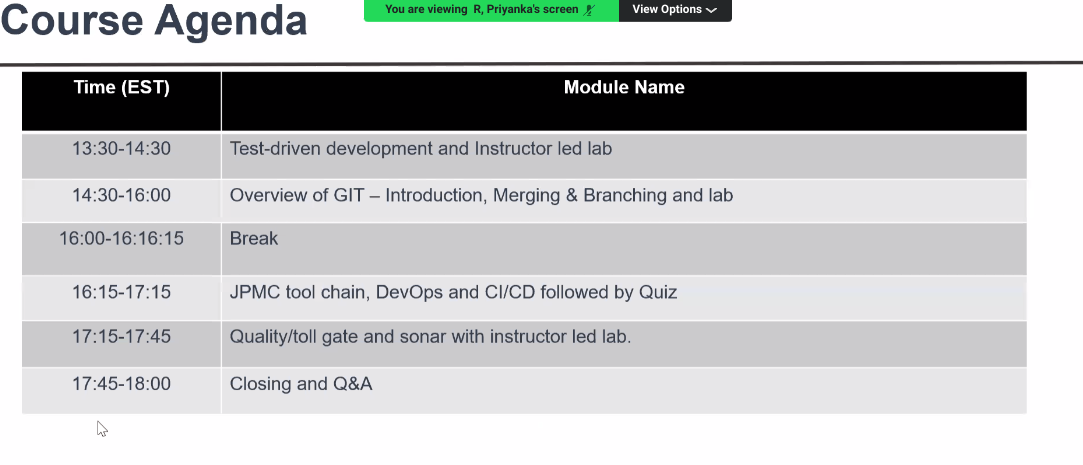 Course Agenda
You are viewing R, Priyanka's screen
View Options
Time (EST) Module Name
13:30-14:30 Test-driven development and Instructor led lab
14:30-16:00 Overview of GIT – Introduction, Merging & Branching and lab
16:00-16:16:15 Break
16:15-17:15 JPMC tool chain, DevOps and CI/CD followed by Quiz
17:15-17:45 Quality/toll gate and sonar with instructor led lab.
17:45-18:00 Closing and Q&A